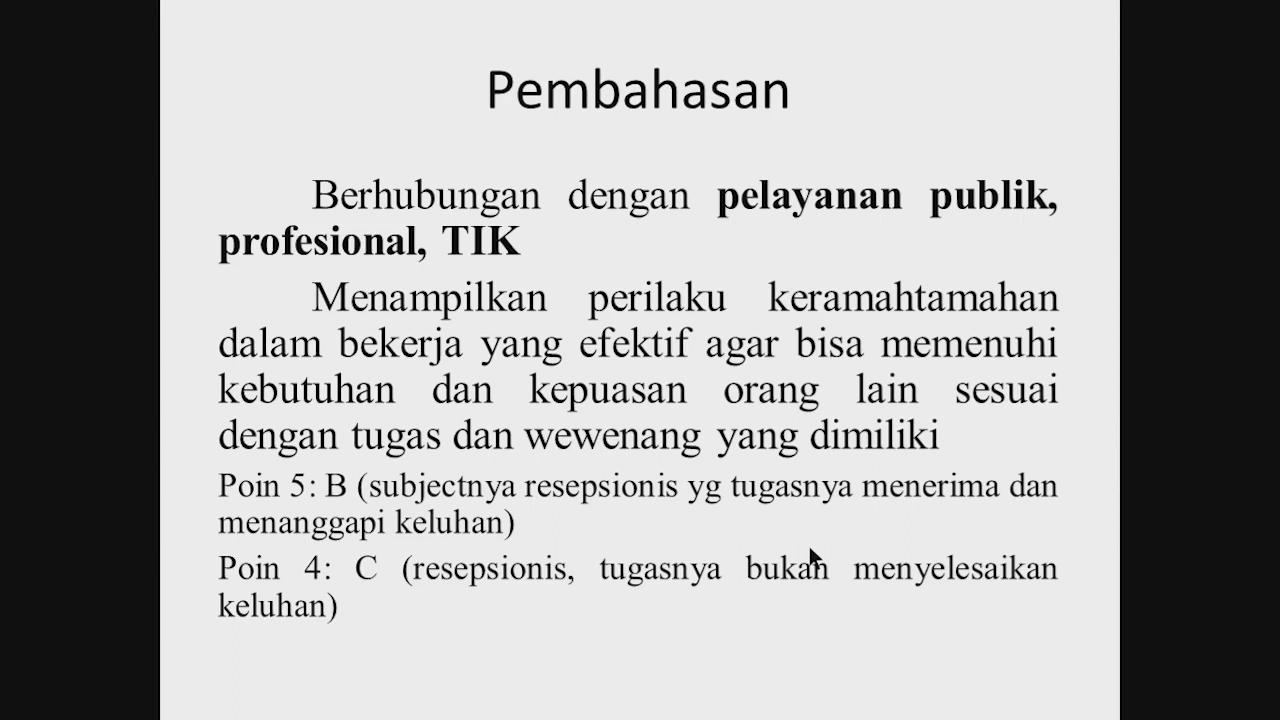 Pembahasan
Berhubungan dengan pelayanan publik,
profesional, TIK
Menampilkan perilaku keramahtamahan
dalam bekerja yang efektif agar bisa memenuhi
kebutuhan dan kepuasan orang lain sesuai
dengan tugas dan wewenang yang dimiliki
Poin 5: B (subjectnya resepsionis yg tugasnya menerima dan
menanggapi keluhan)
Poin 4: C (resepsionis, tugasnya bukan menyelesaikan
keluhan)